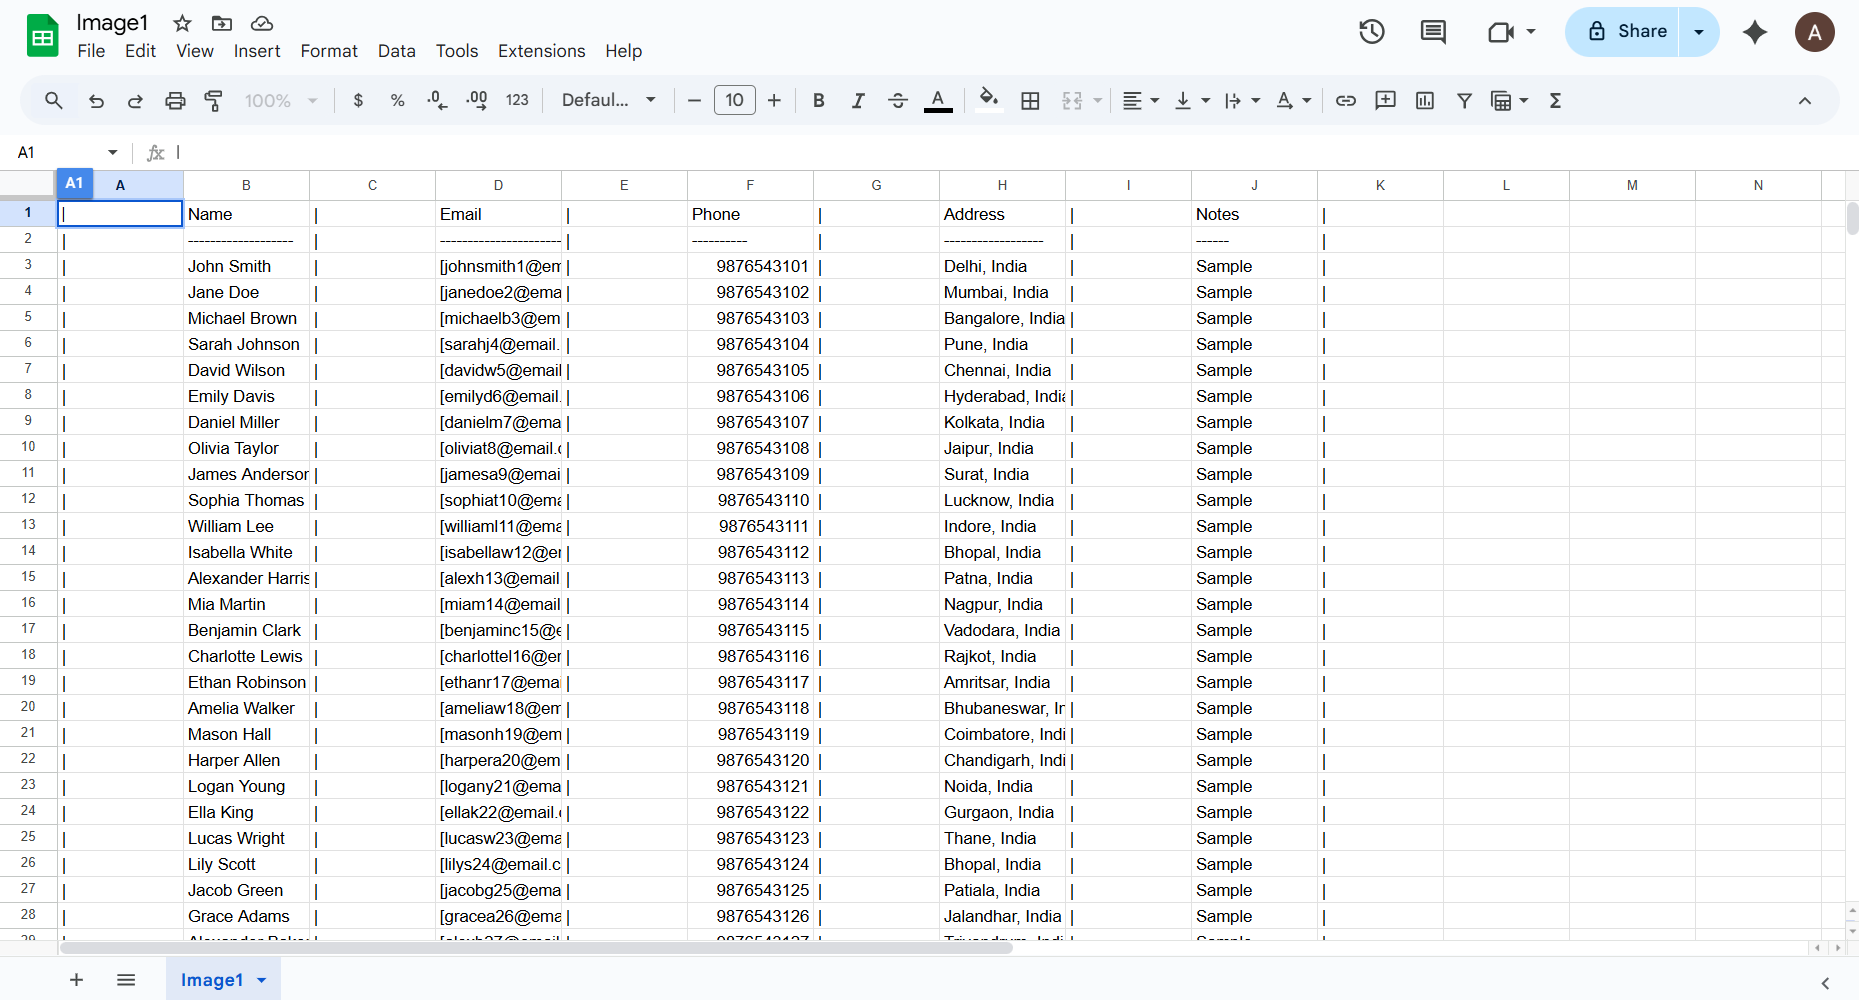 Image1
File Edit View Insert Format Data Tools Extensions Help
Share
A
100% $ % .0 .00 123 Defaul... 10 B I S A Σ
A1 fx |
A1 A B C D E F G H I J K L M N
1 | Name | Email | Phone | Address | Notes |
2 | ------------------- | ---------------------- | ---------- | ------------------ | ------ |
3 | John Smith | [johnsmith1@em | 9876543101 | Delhi, India | Sample |
4 | Jane Doe | [janedoe2@ema | 9876543102 | Mumbai, India | Sample |
5 | Michael Brown | [michaelb3@em | 9876543103 | Bangalore, India | Sample |
6 | Sarah Johnson | [sarahj4@email. | 9876543104 | Pune, India | Sample |
7 | David Wilson | [davidw5@email | 9876543105 | Chennai, India | Sample |
8 | Emily Davis | [emilyd6@email. | 9876543106 | Hyderabad, India | Sample |
9 | Daniel Miller | [danielm7@ema | 9876543107 | Kolkata, India | Sample |
10 | Olivia Taylor | [oliviat8@email.c | 9876543108 | Jaipur, India | Sample |
11 | James Anderson | [jamesa9@emai | 9876543109 | Surat, India | Sample |
12 | Sophia Thomas | [sophiat10@ema | 9876543110 | Lucknow, India | Sample |
13 | William Lee | [williaml11@ema | 9876543111 | Indore, India | Sample |
14 | Isabella White | [isabellaw12@er | 9876543112 | Bhopal, India | Sample |
15 | Alexander Harris | [alexh13@email | 9876543113 | Patna, India | Sample |
16 | Mia Martin | [miam14@email | 9876543114 | Nagpur, India | Sample |
17 | Benjamin Clark | [benjaminc15@e | 9876543115 | Vadodara, India | Sample |
18 | Charlotte Lewis | [charlottel16@er | 9876543116 | Rajkot, India | Sample |
19 | Ethan Robinson | [ethanr17@emai | 9876543117 | Amritsar, India | Sample |
20 | Amelia Walker | [ameliaw18@em | 9876543118 | Bhubaneswar, In | Sample |
21 | Mason Hall | [masonh19@em | 9876543119 | Coimbatore, Indi | Sample |
22 | Harper Allen | [harpera20@em | 9876543120 | Chandigarh, Indi | Sample |
23 | Logan Young | [logany21@ema | 9876543121 | Noida, India | Sample |
24 | Ella King | [ellak22@email.c | 9876543122 | Gurgaon, India | Sample |
25 | Lucas Wright | [lucasw23@ema | 9876543123 | Thane, India | Sample |
26 | Lily Scott | [lilys24@email.c | 9876543124 | Bhopal, India | Sample |
27 | Jacob Green | [jacobg25@ema | 9876543125 | Patiala, India | Sample |
28 | Grace Adams | [gracea26@ema | 9876543126 | Jalandhar, India | Sample |
Image1